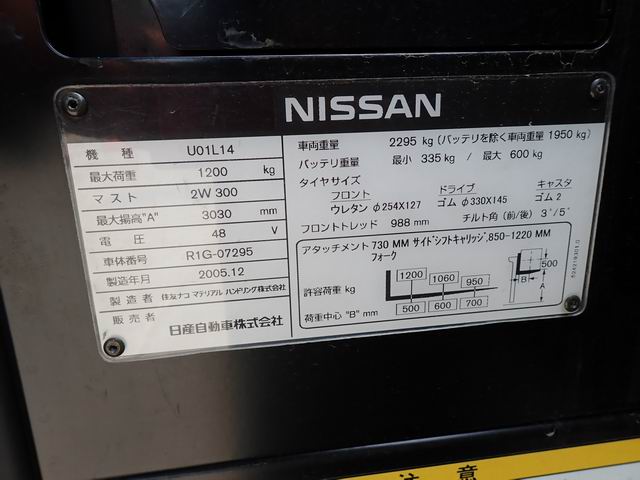 NISSAN
機 種 U01L14
最大荷重 1200 kg
マ ス ト 2W 300
最大揚高"A" 3030 mm
電 圧 48 V
車体番号 R1G-07295
製造年月 2005.12
製 造 者 住友ナコ マテリアル ハンドリング株式会社
販 売 者 日産自動車株式会社
車両重量 2295 kg (バッテリを除く車両重量 1950 kg)
バッテリ重量 最小 335 kg / 最大 600 kg
タイヤサイズ
フロント ドライブ キャスタ
ウレタン φ254X127 ゴム φ330X145 ゴム 2
フロントトレッド 988 mm チルト角 (前/後) 3°/5°
アタッチメント 730 MM サイドシフトキャリッジ,850-1220 MM
フォーク
許容荷重 kg 1200 1060 950
荷重中心 "B" mm 500 600 700
500
B
A
注 意